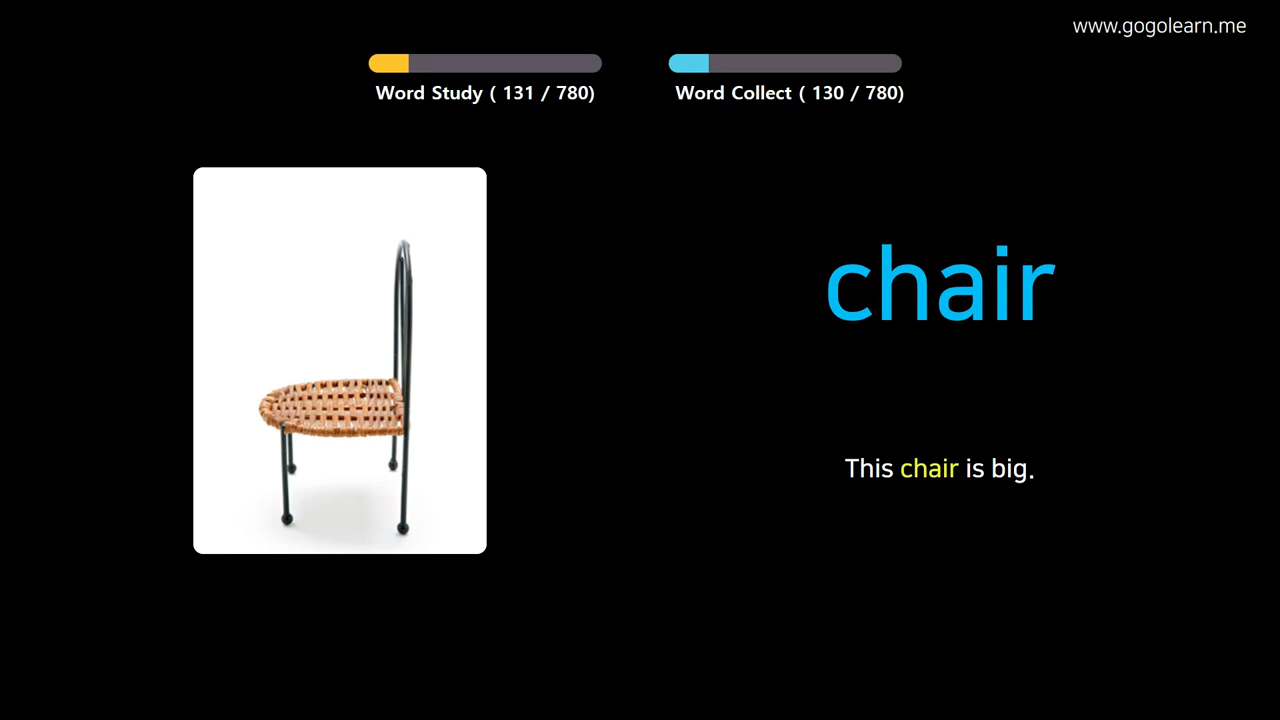 www.gogolearn.me
Word Study ( 131 / 780)
Word Collect ( 130 / 780)
chair
This chair is big.